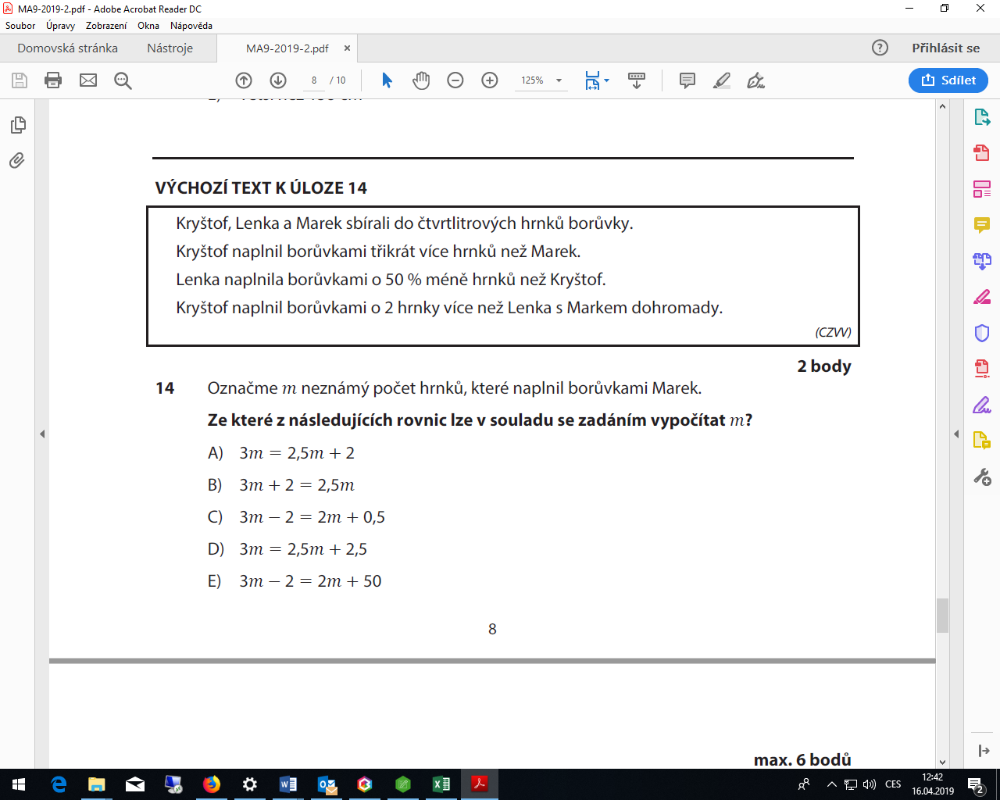 MA9-2019-2.pdf - Adobe Acrobat Reader DC
Soubor Úpravy Zobrazení Okna Nápověda
Domovská stránka Nástroje MA9-2019-2.pdf × Přihlásit se
8 / 10 125% Sdílet
VÝCHOZÍ TEXT K ÚLOZE 14
Kryštof, Lenka a Marek sbírali do čtvrtlitrových hrnků borůvky.
Kryštof naplnil borůvkami třikrát více hrnků než Marek.
Lenka naplnila borůvkami o 50 % méně hrnků než Kryštof.
Kryštof naplnil borůvkami o 2 hrnky více než Lenka s Markem dohromady.
(CZVV)
2 body
14 Označme m neznámý počet hrnků, které naplnil borůvkami Marek.
Ze které z následujících rovnic lze v souladu se zadáním vypočítat m?
A) 3m = 2,5m + 2
B) 3m + 2 = 2,5m
C) 3m − 2 = 2m + 0,5
D) 3m = 2,5m + 2,5
E) 3m − 2 = 2m + 50
8
max. 6 bodů
CES 12:42
16.04.2019 2